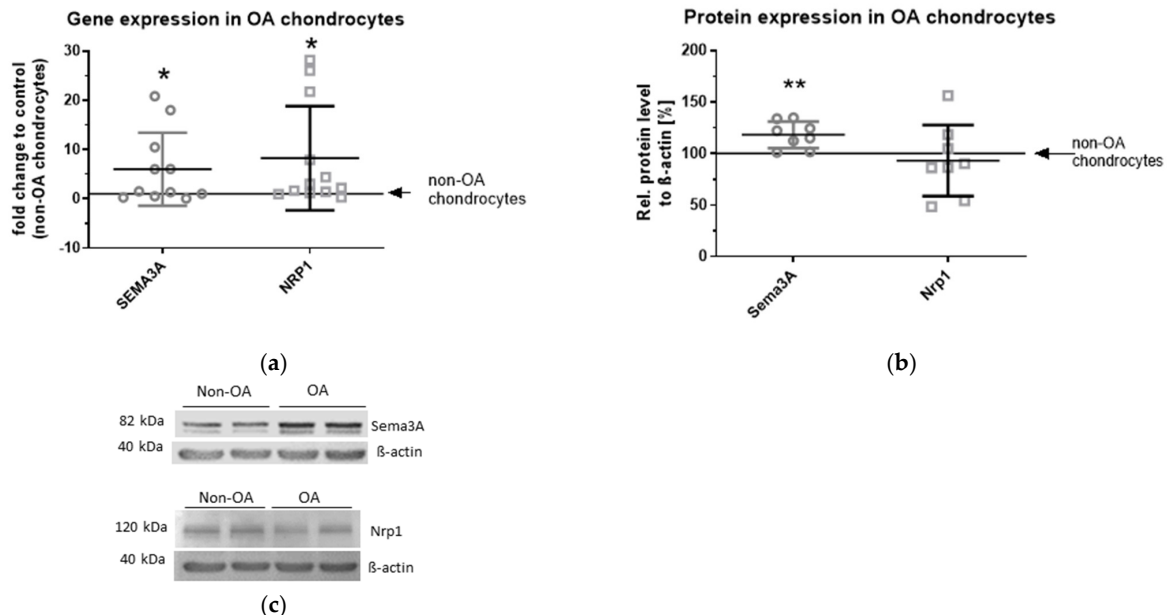 Gene expression in OA chondrocytes
fold change to control
(non-OA chondrocytes)
30
20
10
0
-10
*
*
non-OA
chondrocytes
SEMA3A
NRP1
(a)
Protein expression in OA chondrocytes
Rel. protein level
to ß-actin [%]
200
150
100
50
0
**
non-OA
chondrocytes
Sema3A
Nrp1
(b)
Non-OA OA
82 kDa Sema3A
40 kDa ß-actin
Non-OA OA
120 kDa Nrp1
40 kDa ß-actin
(c)